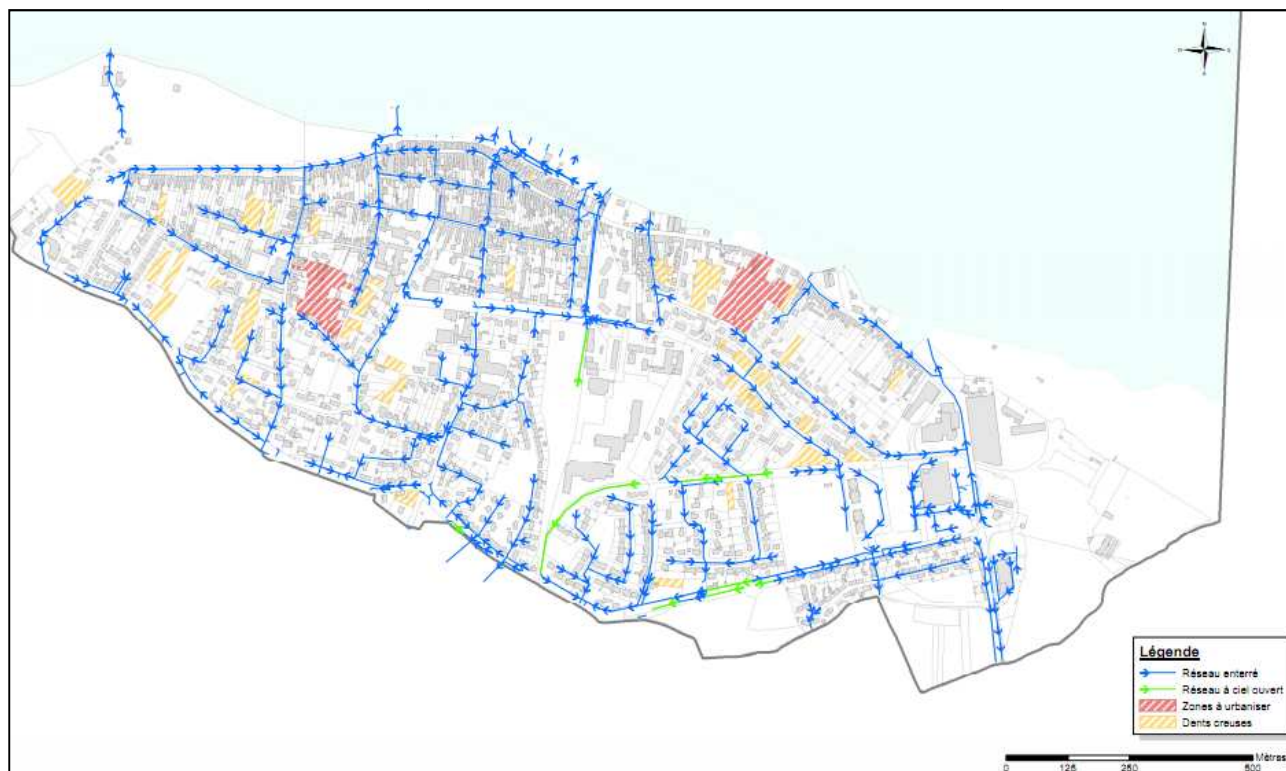 N
S
Légende
Réseau enterré
Réseau à ciel ouvert
Zones à urbaniser
Dents creuses
Mètres
0 125 250 500